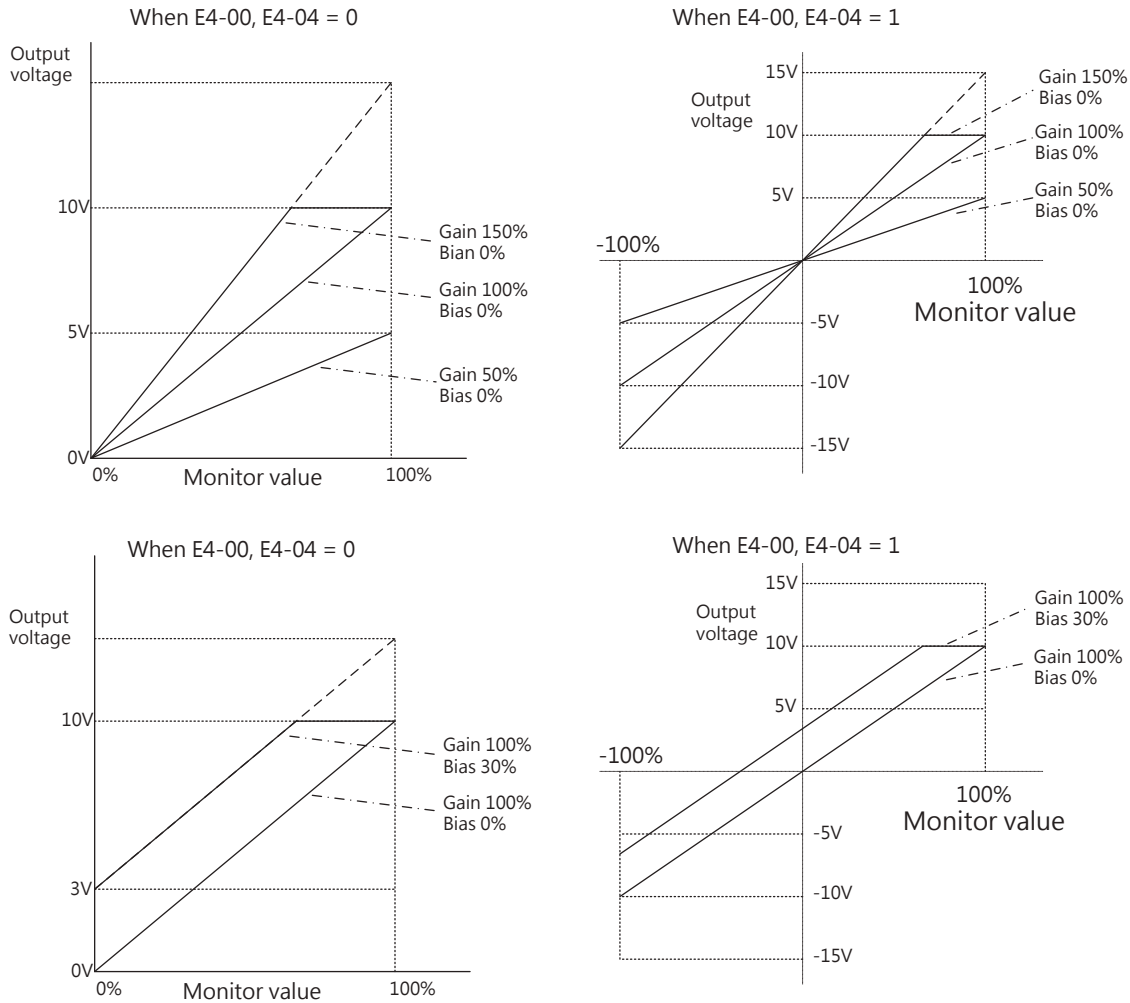 When E4-00, E4-04 = 0
Output
voltage
10V
5V
0V
0%
100%
Monitor value
Gain 150%
Bian 0%
Gain 100%
Bias 0%
Gain 50%
Bias 0%
When E4-00, E4-04 = 1
15V
Output
voltage
10V
5V
-100%
100%
Monitor value
-5V
-10V
-15V
Gain 150%
Bias 0%
Gain 100%
Bias 0%
Gain 50%
Bias 0%
When E4-00, E4-04 = 0
Output
voltage
10V
3V
0V
0%
100%
Monitor value
Gain 100%
Bias 30%
Gain 100%
Bias 0%
When E4-00, E4-04 = 1
15V
Output
voltage
10V
5V
-100%
100%
Monitor value
-5V
-10V
-15V
Gain 100%
Bias 30%
Gain 100%
Bias 0%